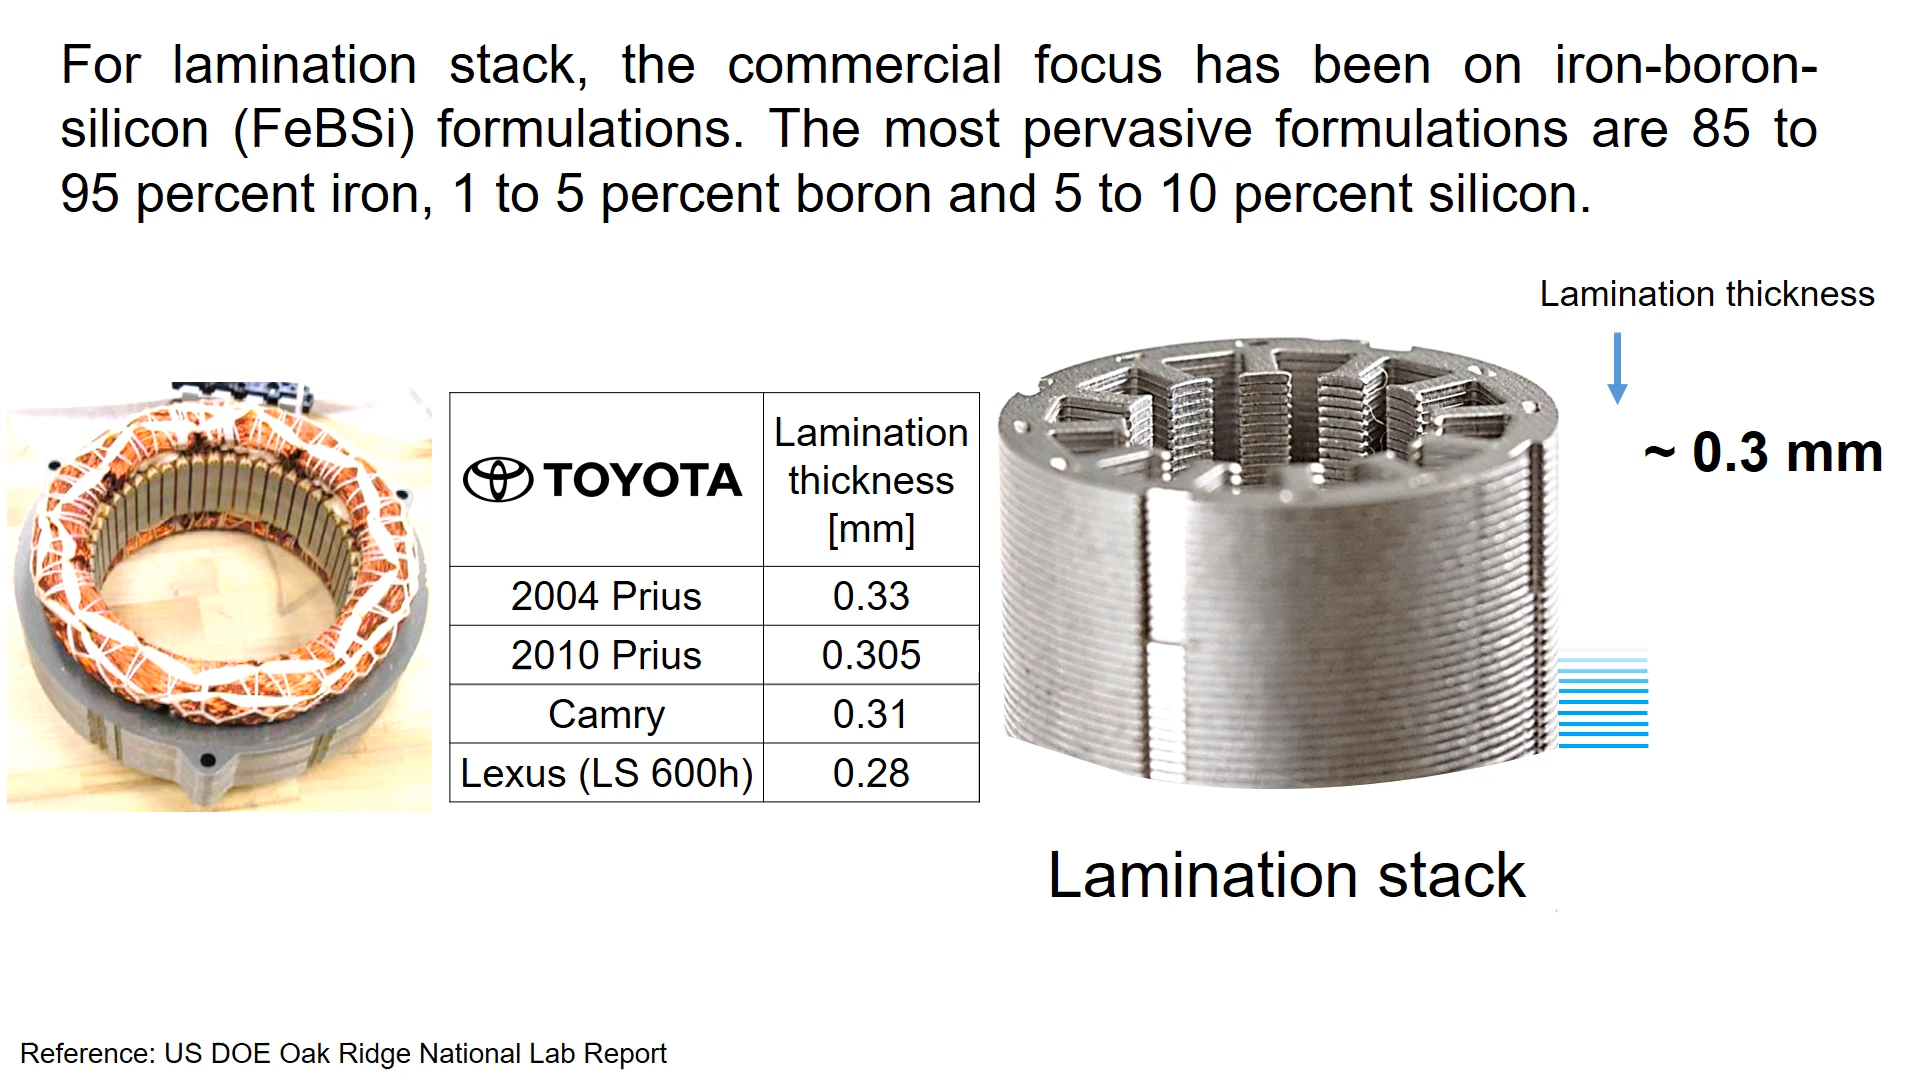 For lamination stack, the commercial focus has been on iron-boron-
silicon (FeBSi) formulations. The most pervasive formulations are 85 to
95 percent iron, 1 to 5 percent boron and 5 to 10 percent silicon.
Lamination thickness
~ 0.3 mm
TOYOTA
Lamination
thickness
[mm]
2004 Prius 0.33
2010 Prius 0.305
Camry 0.31
Lexus (LS 600h) 0.28
Lamination stack
Reference: US DOE Oak Ridge National Lab Report